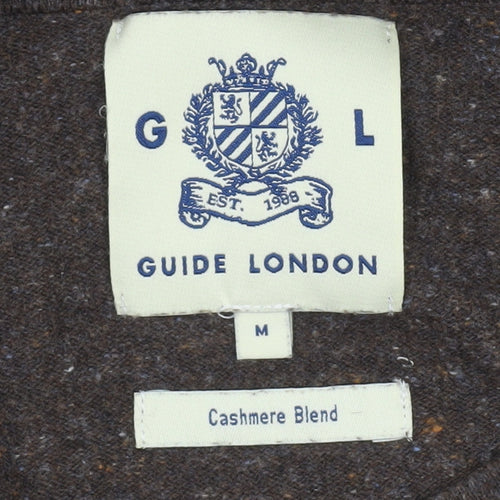 G L
EST. 1988
GUIDE LONDON
M
Cashmere Blend